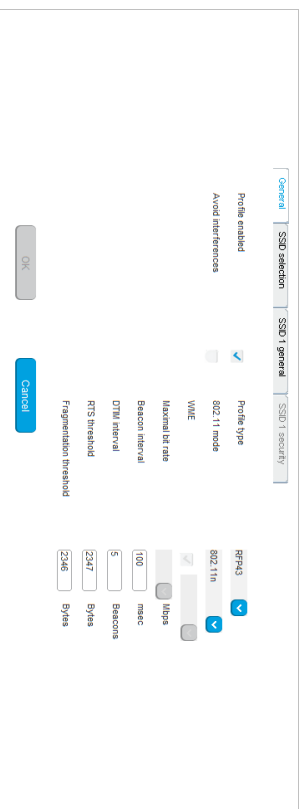 General SSID selection SSID 1 general SSID 1 security
Profile enabled Profile type RFP43
Avoid interferences 802.11 mode 802.11n
WME
Maximal bit rate Mbps
Beacon interval 100 msec
DTIM interval 5 Beacons
RTS threshold 2347 Bytes
Fragmentation threshold 2346 Bytes
OK Cancel